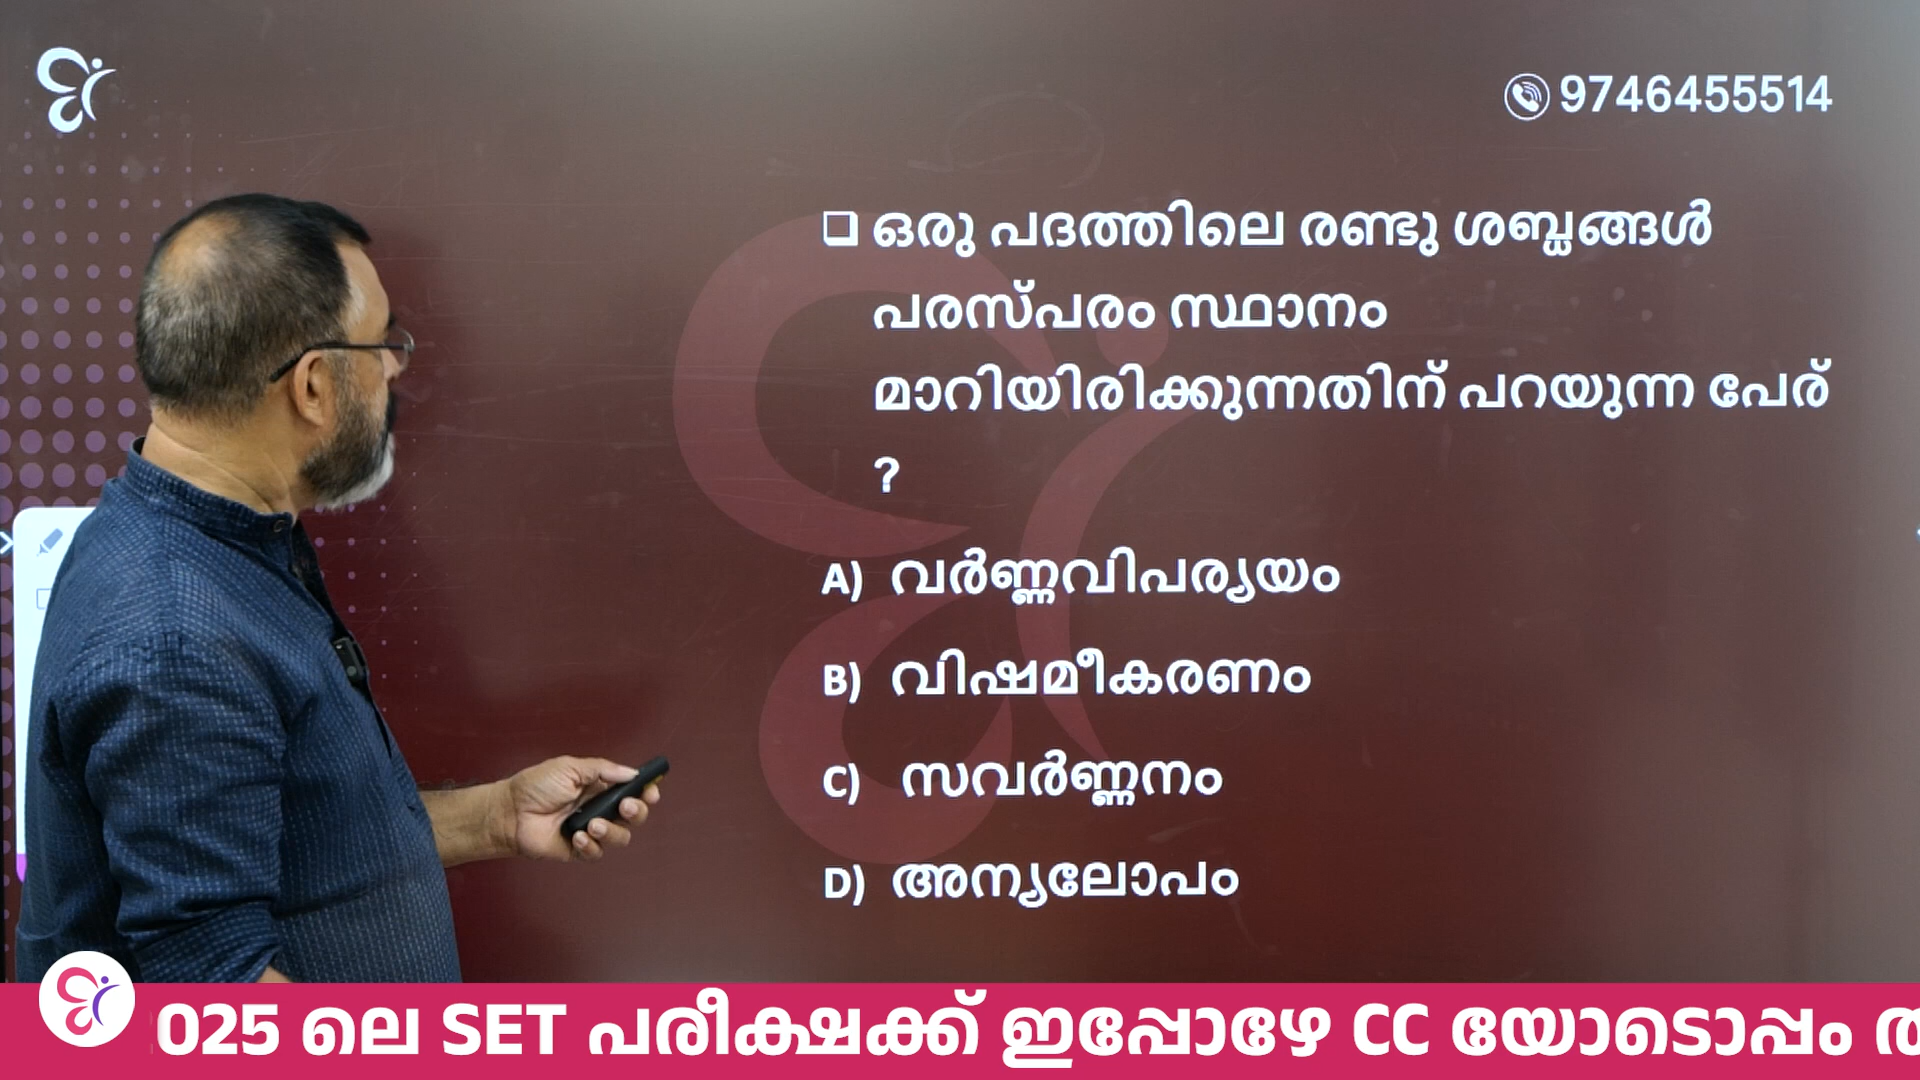 9746455514
❑ ഒരു പദത്തിലെ രണ്ടു ശബ്ദങ്ങൾ
പരസ്പരം സ്ഥാനം
മാറിയിരിക്കുന്നതിന് പറയുന്ന പേര്
?
A) വർണ്ണവിപര്യയം
B) വിഷമീകരണം
C) സവർണ്ണനം
D) അന്യലോപം
025 ലെ SET പരീക്ഷക്ക് ഇപ്പോഴേ CC യോടൊപ്പം